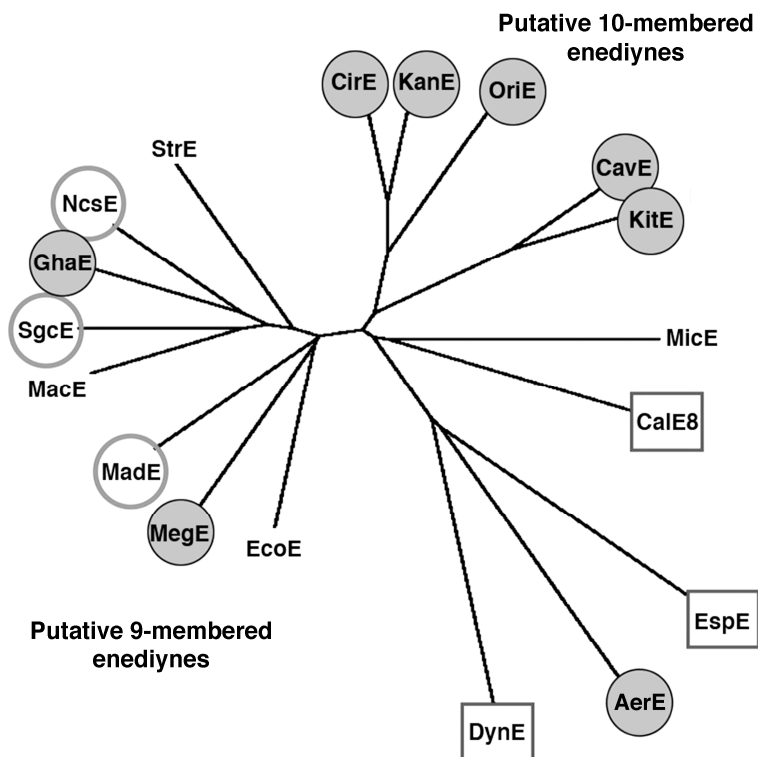 Putative 10-membered
enediynes
CirE
KanE
OriE
StrE
CavE
NcsE
KitE
GhaE
SgcE
MicE
MacE
CalE8
MadE
MegE
EcoE
EspE
Putative 9-membered
enediynes
AerE
DynE